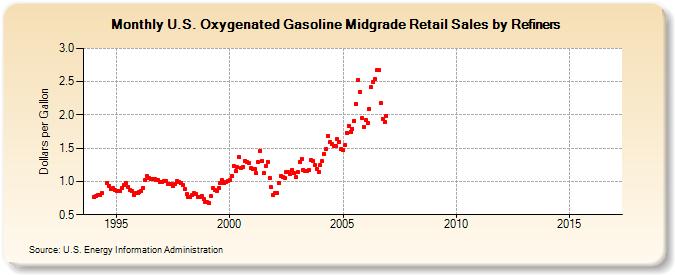 Monthly U.S. Oxygenated Gasoline Midgrade Retail Sales by Refiners
Dollars per Gallon
3.0
2.5
2.0
1.5
1.0
0.5
1995 2000 2005 2010 2015
Source: U.S. Energy Information Administration